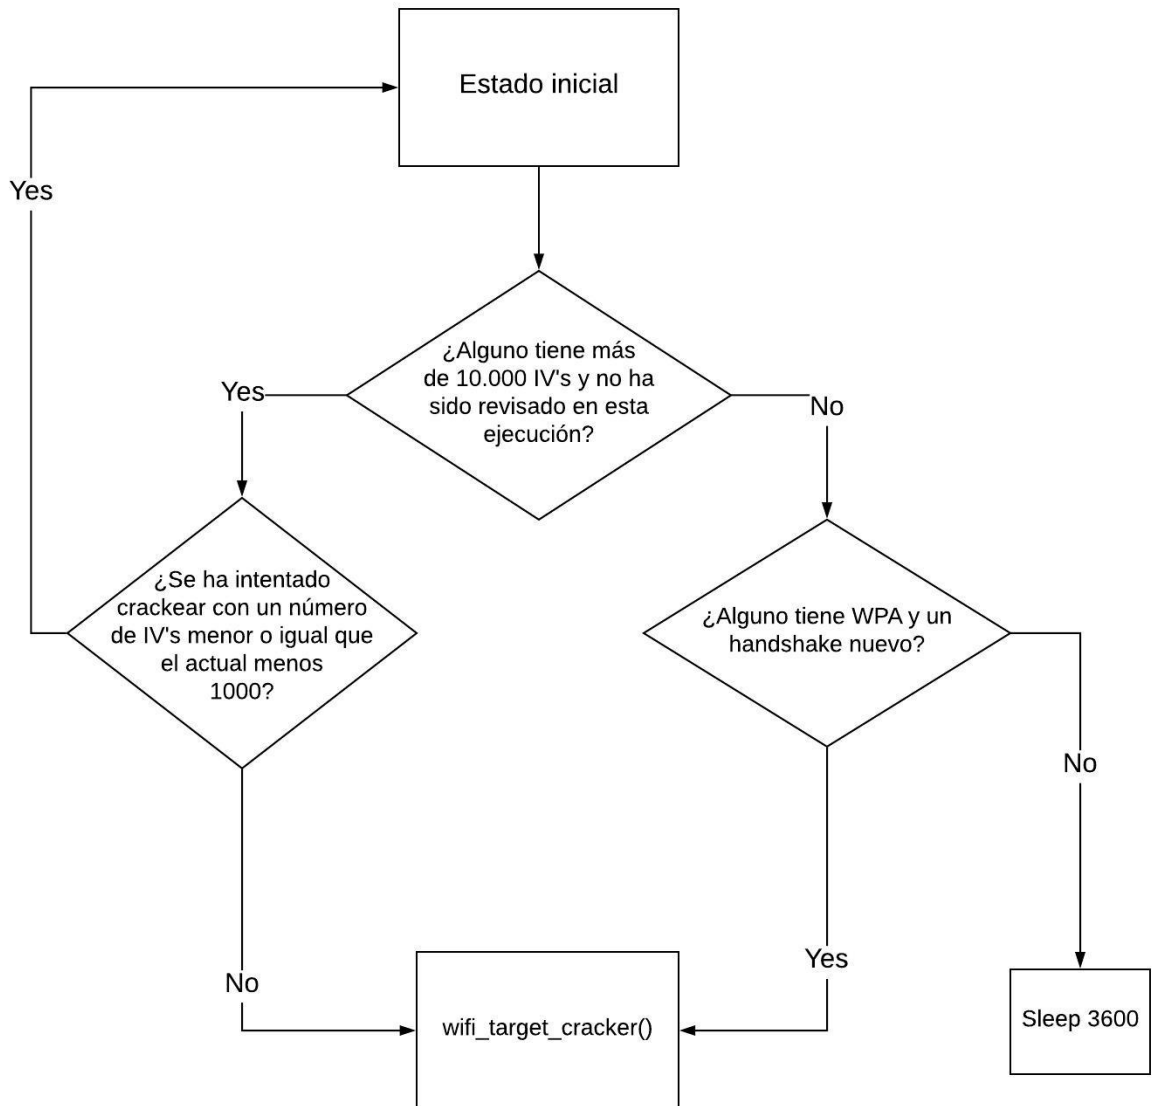 Estado inicial
Yes
¿Alguno tiene más
de 10.000 IV's y no ha
sido revisado en esta
ejecución?
Yes
No
¿Se ha intentado
crackear con un número
de IV's menor o igual que
el actual menos
1000?
¿Alguno tiene WPA y un
handshake nuevo?
No
Yes
No
wifi_target_cracker()
Sleep 3600